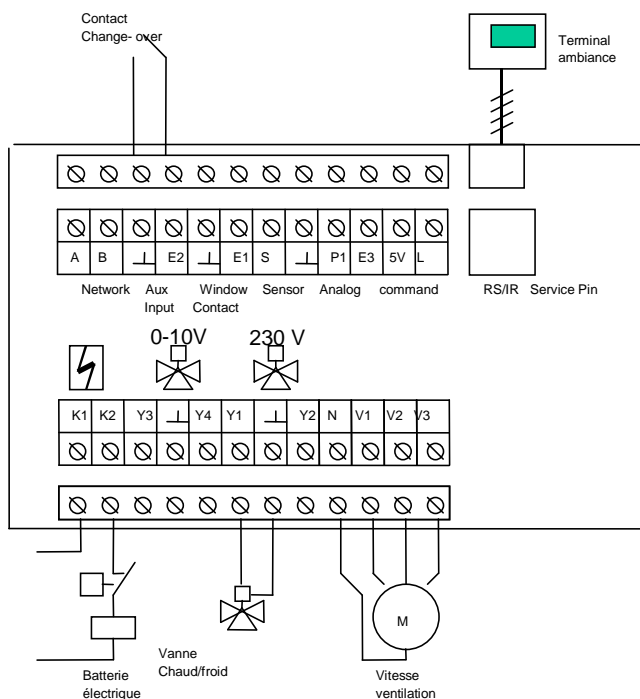 Contact
Change- over
Terminal
ambiance
A B E2 E1 S P1 E3 5V L
Network Aux Window Sensor Analog command RS/IR Service Pin
Input Contact
0-10V 230 V
K1 K2 Y3 Y4 Y1 Y2 N V1 V2 V3
M
Batterie
électrique
Vanne
Chaud/froid
Vitesse
ventilation